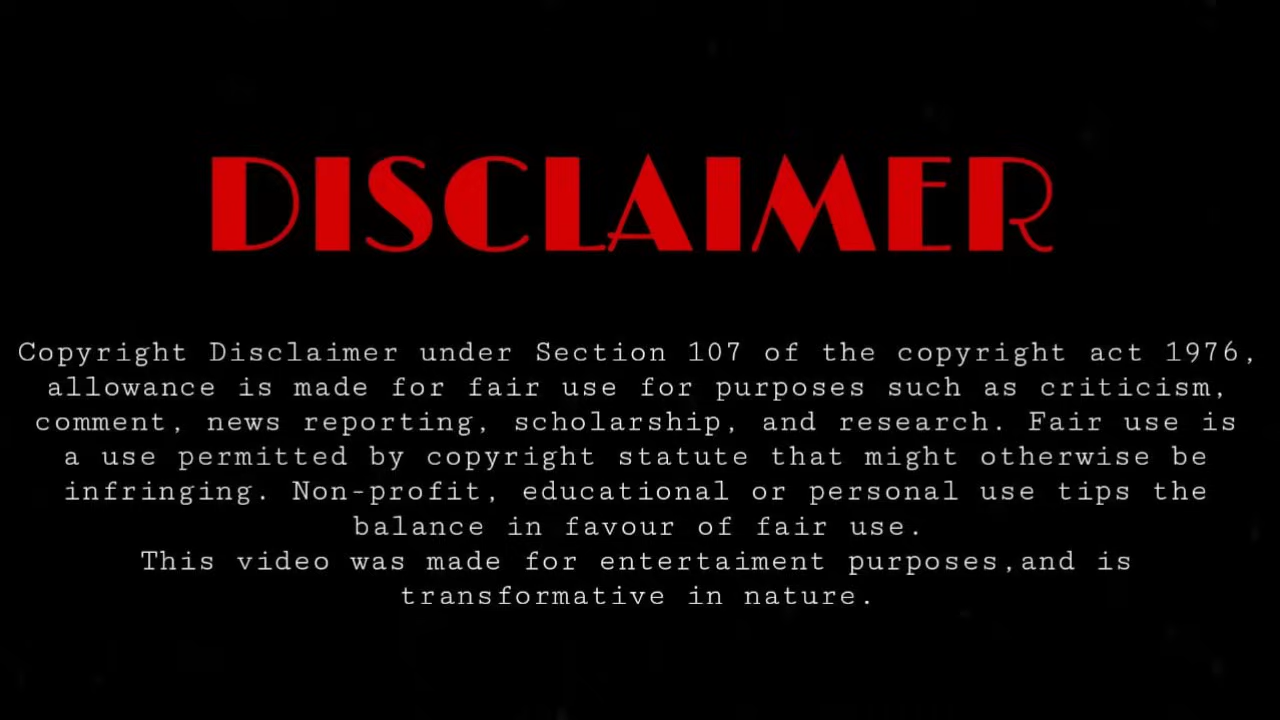 DISCLAIMER
Copyright Disclaimer under Section 107 of the copyright act 1976,
allowance is made for fair use for purposes such as criticism,
comment, news reporting, scholarship, and research. Fair use is
a use permitted by copyright statute that might otherwise be
infringing. Non-profit, educational or personal use tips the
balance in favour of fair use.
This video was made for entertaiment purposes,and is
transformative in nature.